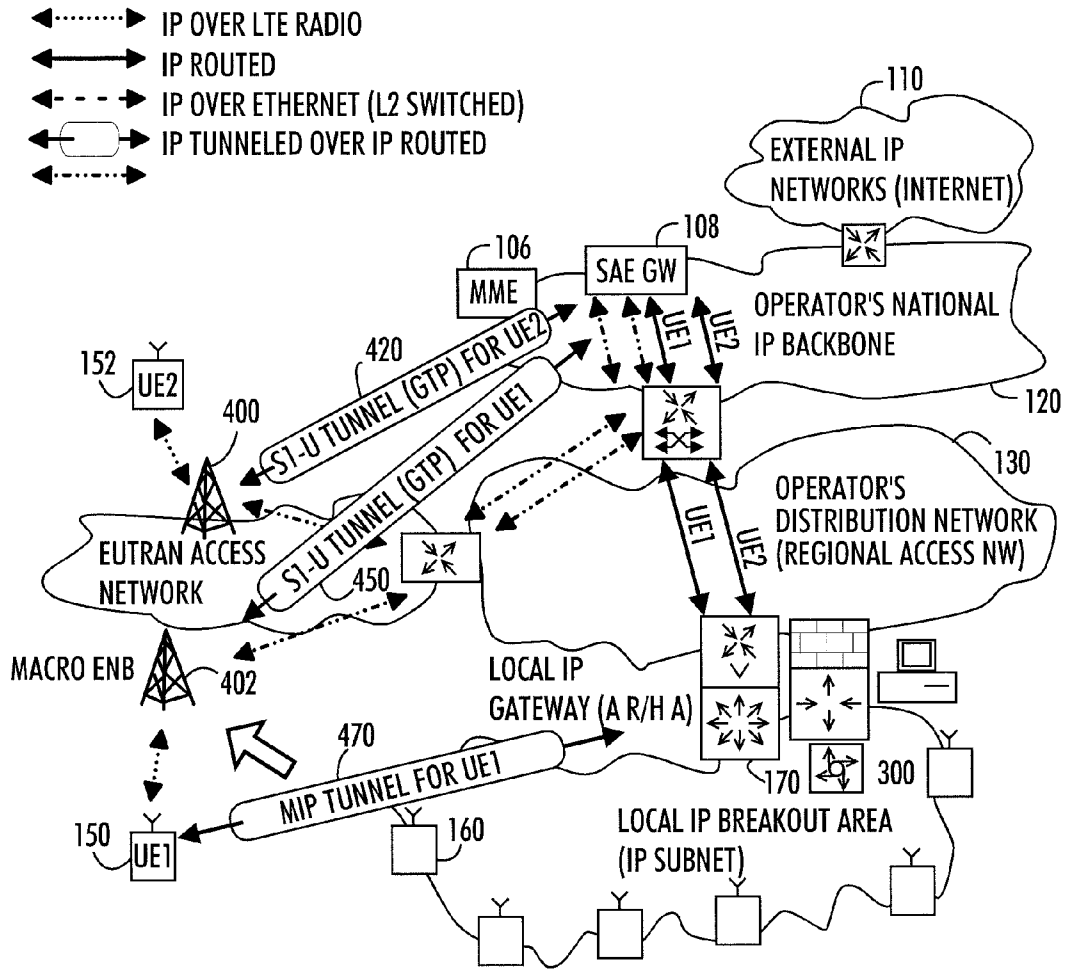 IP OVER LTE RADIO
IP ROUTED
IP OVER ETHERNET (L2 SWITCHED)
IP TUNNELED OVER IP ROUTED
110
EXTERNAL IP
NETWORKS (INTERNET)
106
MME
108
SAE GW
OPERATOR'S NATIONAL
IP BACKBONE
120
UE1
UE2
420
S1-U TUNNEL (GTP) FOR UE2
152
UE2
400
S1-U TUNNEL (GTP) FOR UE1
450
130
OPERATOR'S
DISTRIBUTION NETWORK
(REGIONAL ACCESS NW)
UE1
UE2
EUTRAN ACCESS
NETWORK
MACRO ENB
402
LOCAL IP
GATEWAY (A R/H A)
470
MIP TUNNEL FOR UE1
150
UE1
160
170
300
LOCAL IP BREAKOUT AREA
(IP SUBNET)